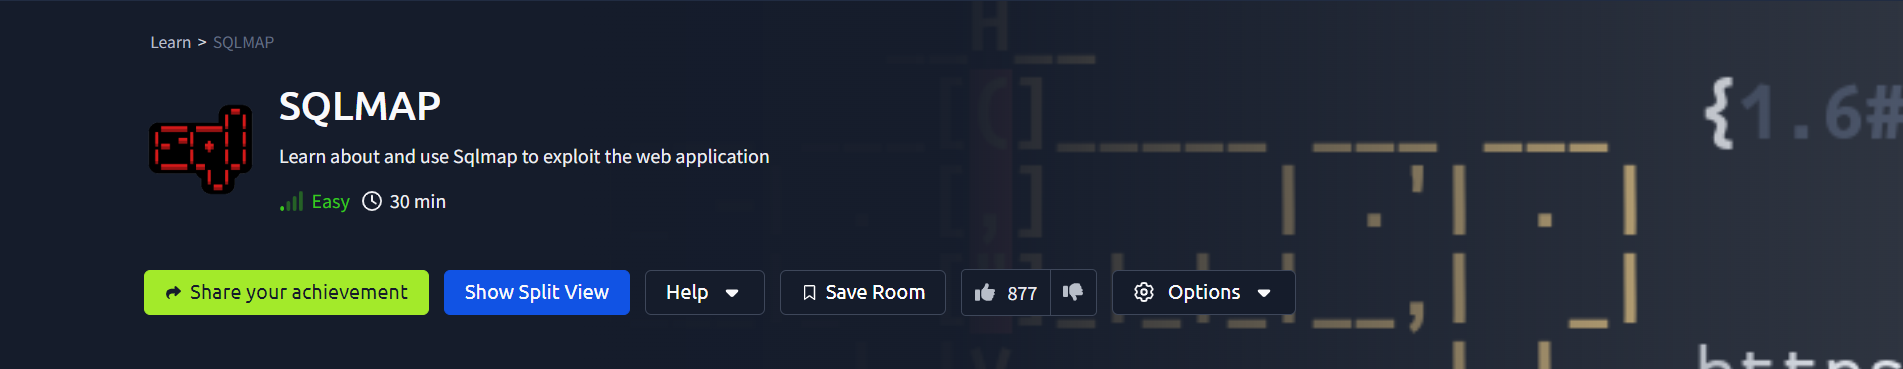 Learn > SQLMAP
SQLMAP
Learn about and use Sqlmap to exploit the web application
Easy 30 min
Share your achievement Show Split View Help Save Room 877 Options
{1.6#